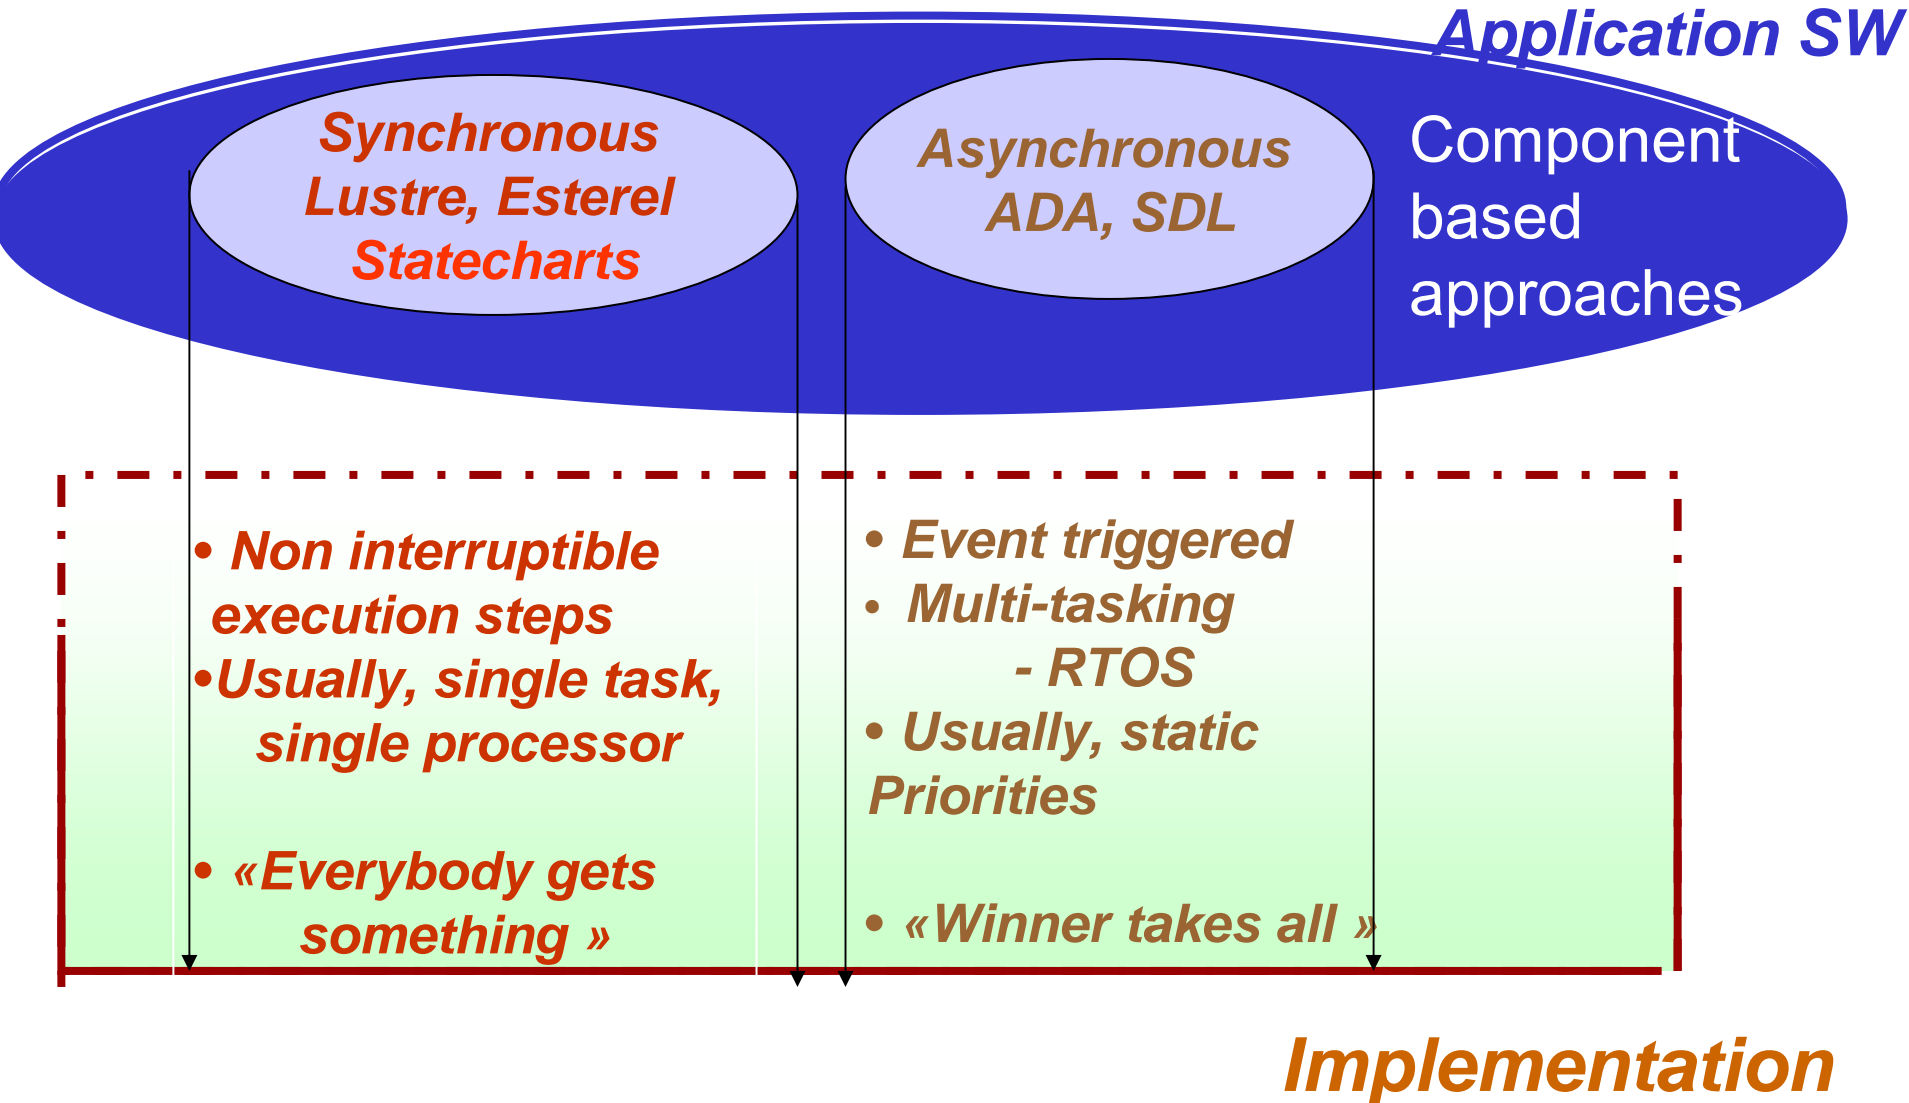 Application SW
Synchronous
Lustre, Esterel
Statecharts
Asynchronous
ADA, SDL
Component
based
approaches
• Non interruptible
execution steps
•Usually, single task,
single processor
• «Everybody gets
something »
• Event triggered
• Multi-tasking
- RTOS
• Usually, static
Priorities
• «Winner takes all »
Implementation